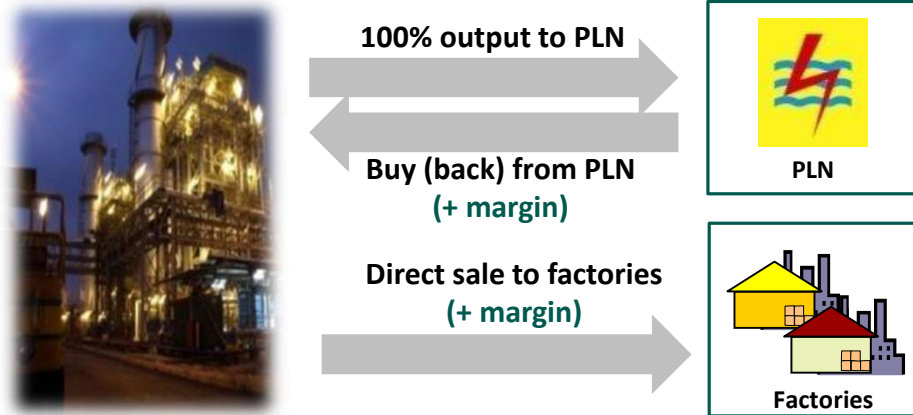 100% output to PLN
Buy (back) from PLN
(+ margin)
PLN
Direct sale to factories
(+ margin)
Factories